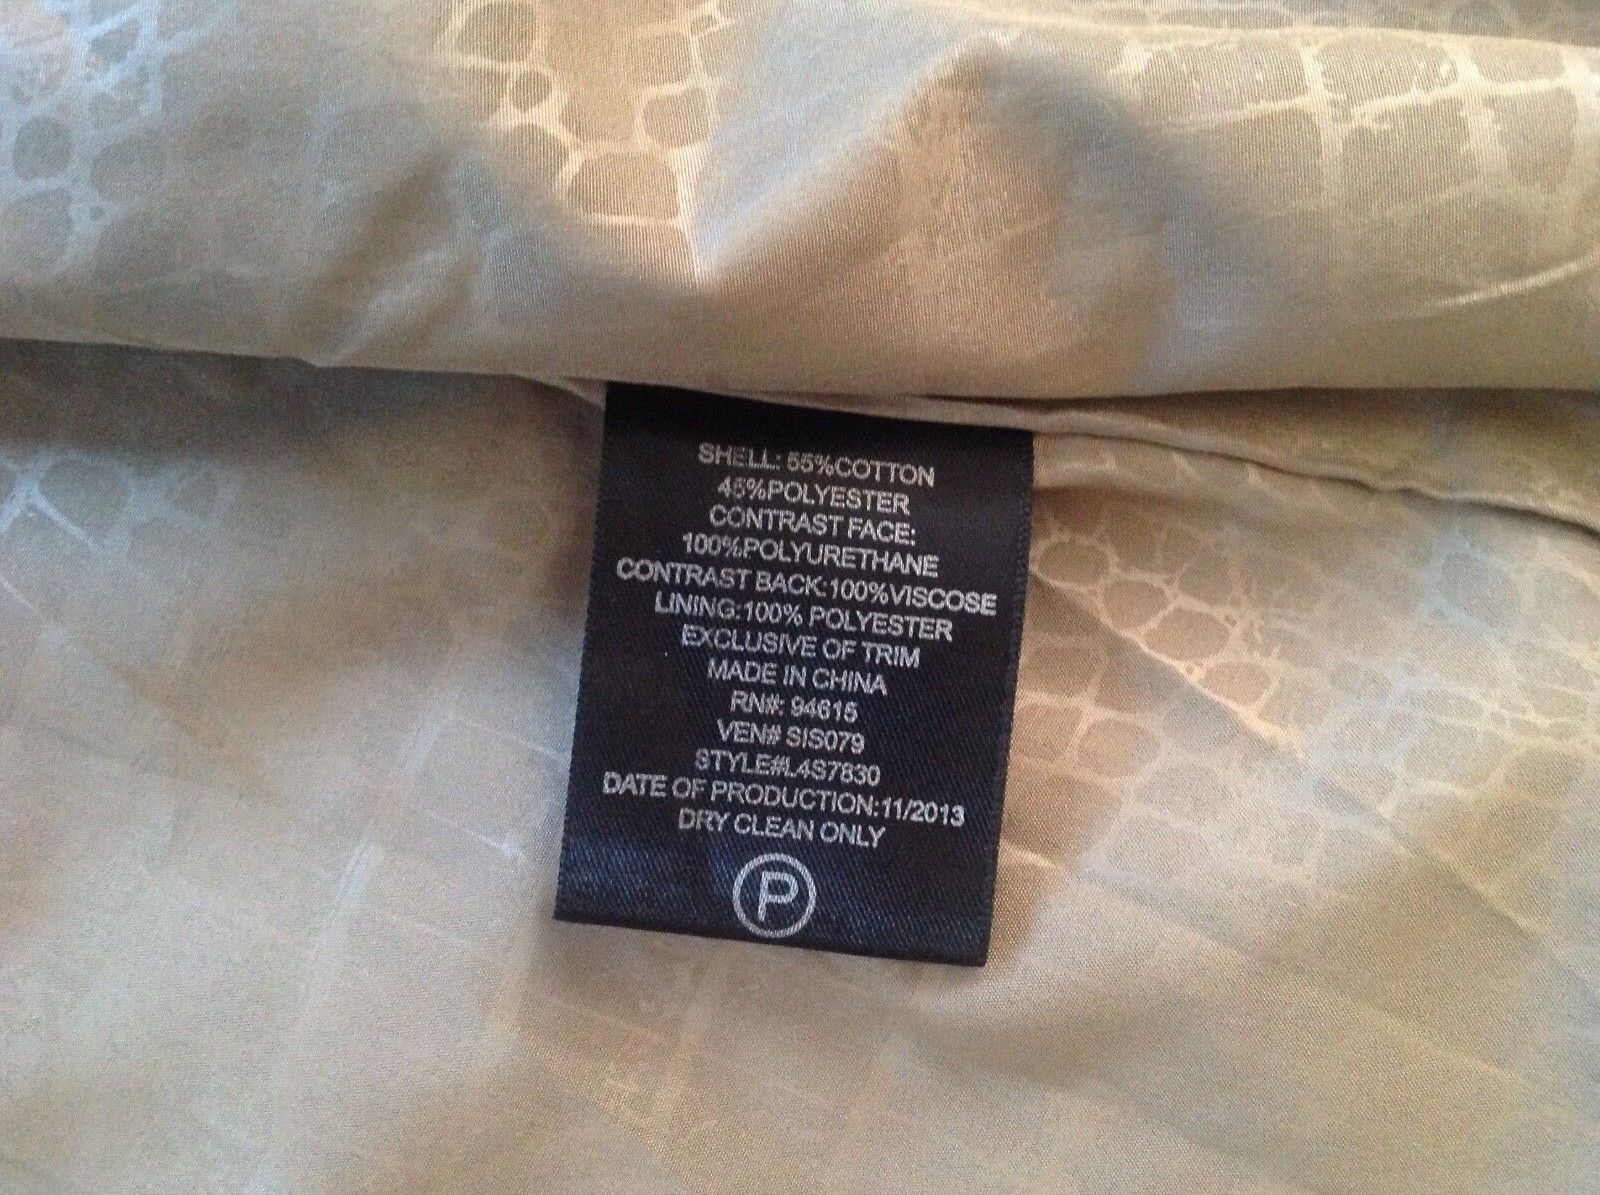 SHELL: 55%COTTON
45%POLYESTER
CONTRAST FACE:
100%POLYURETHANE
CONTRAST BACK:100%VISCOSE
LINING:100% POLYESTER
EXCLUSIVE OF TRIM
MADE IN CHINA
RN#: 94615
VEN# SIS079
STYLE#L4S7830
DATE OF PRODUCTION:11/2013
DRY CLEAN ONLY
P